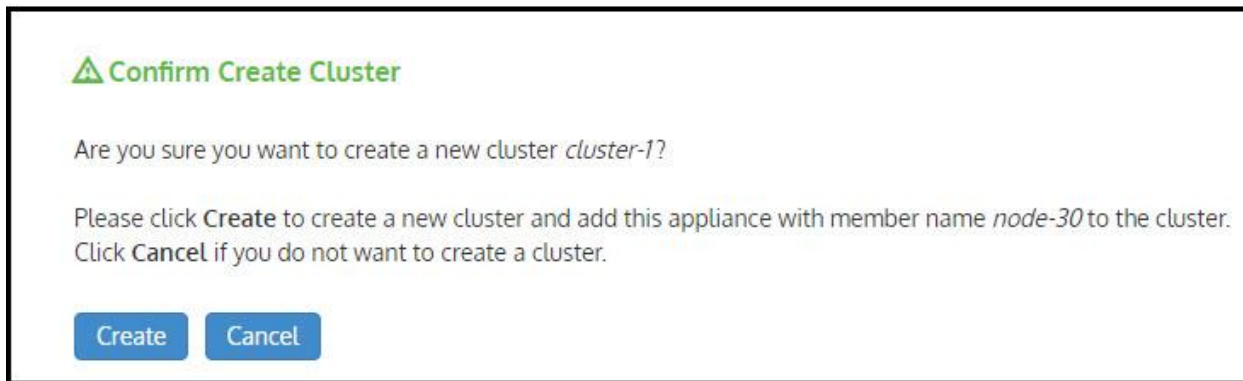 Confirm Create Cluster
Are you sure you want to create a new cluster cluster-1?
Please click Create to create a new cluster and add this appliance with member name node-30 to the cluster.
Click Cancel if you do not want to create a cluster.
Create Cancel